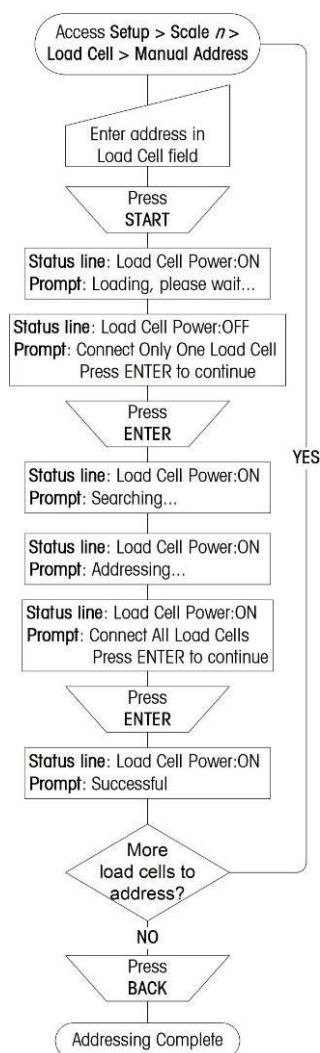 Access Setup > Scale n >
Load Cell > Manual Address
Enter address in
Load Cell field
Press
START
Status line: Load Cell Power:ON
Prompt: Loading, please wait...
Status line: Load Cell Power:OFF
Prompt: Connect Only One Load Cell
Press ENTER to continue
Press
ENTER
YES
Status line: Load Cell Power:ON
Prompt: Searching...
Status line: Load Cell Power:ON
Prompt: Addressing...
Status line: Load Cell Power:ON
Prompt: Connect All Load Cells
Press ENTER to continue
Press
ENTER
Status line: Load Cell Power:ON
Prompt: Successful
More
load cells to
address?
NO
Press
BACK
Addressing Complete